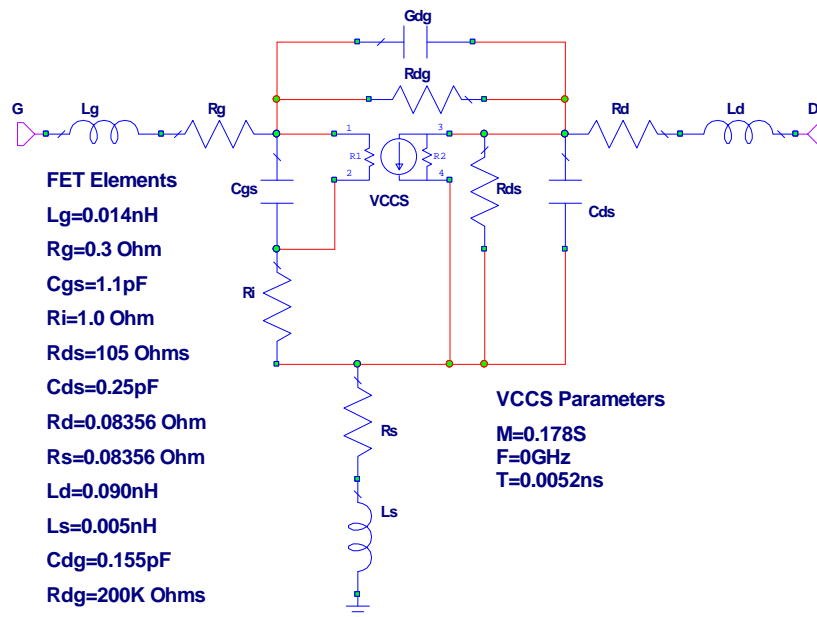 Gdg
Rdg
G
Lg
Rg
Rd
Ld
D
1
3
R1
R2
2
4
VCCS
Cgs
Rds
Cds
Ri
Rs
Ls
FET Elements
Lg=0.014nH
Rg=0.3 Ohm
Cgs=1.1pF
Ri=1.0 Ohm
Rds=105 Ohms
Cds=0.25pF
Rd=0.08356 Ohm
Rs=0.08356 Ohm
Ld=0.090nH
Ls=0.005nH
Cdg=0.155pF
Rdg=200K Ohms
VCCS Parameters
M=0.178S
F=0GHz
T=0.0052ns